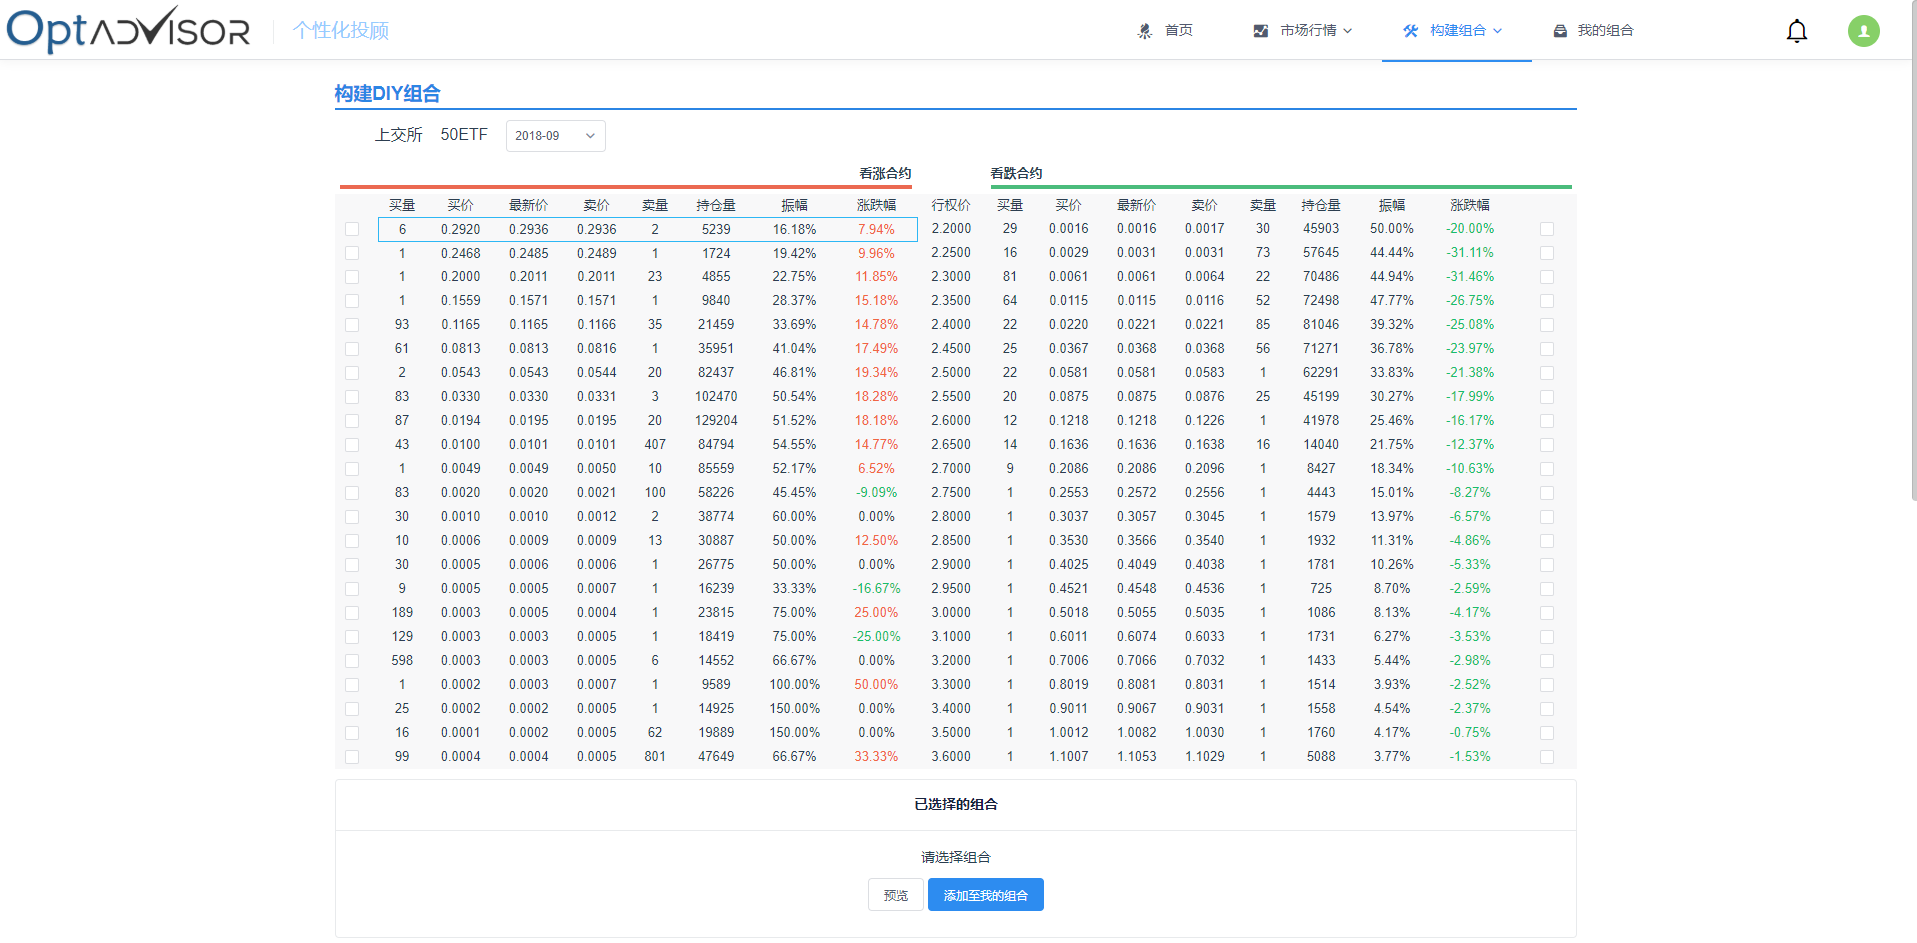 OptADVISOR 个性化投顾 首页 市场行情 构建组合 我的组合
构建DIY组合
上交所 50ETF 2018-09
看涨合约 看跌合约
买量 买价 最新价 卖价 卖量 持仓量 振幅 涨跌幅 行权价 买量 买价 最新价 卖价 卖量 持仓量 振幅 涨跌幅
6 0.2920 0.2936 0.2936 2 5239 16.18% 7.94% 2.2000 29 0.0016 0.0016 0.0017 30 45903 50.00% -20.00%
1 0.2468 0.2485 0.2489 1 1724 19.42% 9.96% 2.2500 16 0.0029 0.0031 0.0031 73 57645 44.44% -31.11%
1 0.2000 0.2011 0.2011 23 4855 22.75% 11.85% 2.3000 81 0.0061 0.0061 0.0064 22 70486 44.94% -31.46%
1 0.1559 0.1571 0.1571 1 9840 28.37% 15.18% 2.3500 64 0.0115 0.0115 0.0116 52 72498 47.77% -26.75%
93 0.1165 0.1165 0.1166 35 21459 33.69% 14.78% 2.4000 22 0.0220 0.0221 0.0221 85 81046 39.32% -25.08%
61 0.0813 0.0813 0.0816 1 35951 41.04% 17.49% 2.4500 25 0.0367 0.0368 0.0368 56 71271 36.78% -23.97%
2 0.0543 0.0543 0.0544 20 82437 46.81% 19.34% 2.5000 22 0.0581 0.0581 0.0583 1 62291 33.83% -21.38%
83 0.0330 0.0330 0.0331 3 102470 50.54% 18.28% 2.5500 20 0.0875 0.0875 0.0876 25 45199 30.27% -17.99%
87 0.0194 0.0195 0.0195 20 129204 51.52% 18.18% 2.6000 12 0.1218 0.1218 0.1226 1 41978 25.46% -16.17%
43 0.0100 0.0101 0.0101 407 84794 54.55% 14.77% 2.6500 14 0.1636 0.1636 0.1638 16 14040 21.75% -12.37%
1 0.0049 0.0049 0.0050 10 85559 52.17% 6.52% 2.7000 9 0.2086 0.2086 0.2096 1 8427 18.34% -10.63%
83 0.0020 0.0020 0.0021 100 58226 45.45% -9.09% 2.7500 1 0.2553 0.2572 0.2556 1 4443 15.01% -8.27%
30 0.0010 0.0010 0.0012 2 38774 60.00% 0.00% 2.8000 1 0.3037 0.3057 0.3045 1 1579 13.97% -6.57%
10 0.0006 0.0009 0.0009 13 30887 50.00% 12.50% 2.8500 1 0.3530 0.3566 0.3540 1 1932 11.31% -4.86%
30 0.0005 0.0006 0.0006 1 26775 50.00% 0.00% 2.9000 1 0.4025 0.4049 0.4038 1 1781 10.26% -5.33%
9 0.0005 0.0005 0.0007 1 16239 33.33% -16.67% 2.9500 1 0.4521 0.4548 0.4536 1 725 8.70% -2.59%
189 0.0003 0.0005 0.0004 1 23815 75.00% 25.00% 3.0000 1 0.5018 0.5055 0.5035 1 1086 8.13% -4.17%
129 0.0003 0.0003 0.0005 1 18419 75.00% -25.00% 3.1000 1 0.6011 0.6074 0.6033 1 1731 6.27% -3.53%
598 0.0003 0.0003 0.0005 6 14552 66.67% 0.00% 3.2000 1 0.7006 0.7066 0.7032 1 1433 5.44% -2.98%
1 0.0002 0.0003 0.0007 1 9589 100.00% 50.00% 3.3000 1 0.8019 0.8081 0.8031 1 1514 3.93% -2.52%
25 0.0002 0.0002 0.0005 1 14925 150.00% 0.00% 3.4000 1 0.9011 0.9067 0.9031 1 1558 4.54% -2.37%
16 0.0001 0.0002 0.0005 62 19889 150.00% 0.00% 3.5000 1 1.0012 1.0082 1.0030 1 1760 4.17% -0.75%
99 0.0004 0.0004 0.0005 801 47649 66.67% 33.33% 3.6000 1 1.1007 1.1053 1.1029 1 5088 3.77% -1.53%
已选择的组合
请选择组合
预览 添加至我的组合